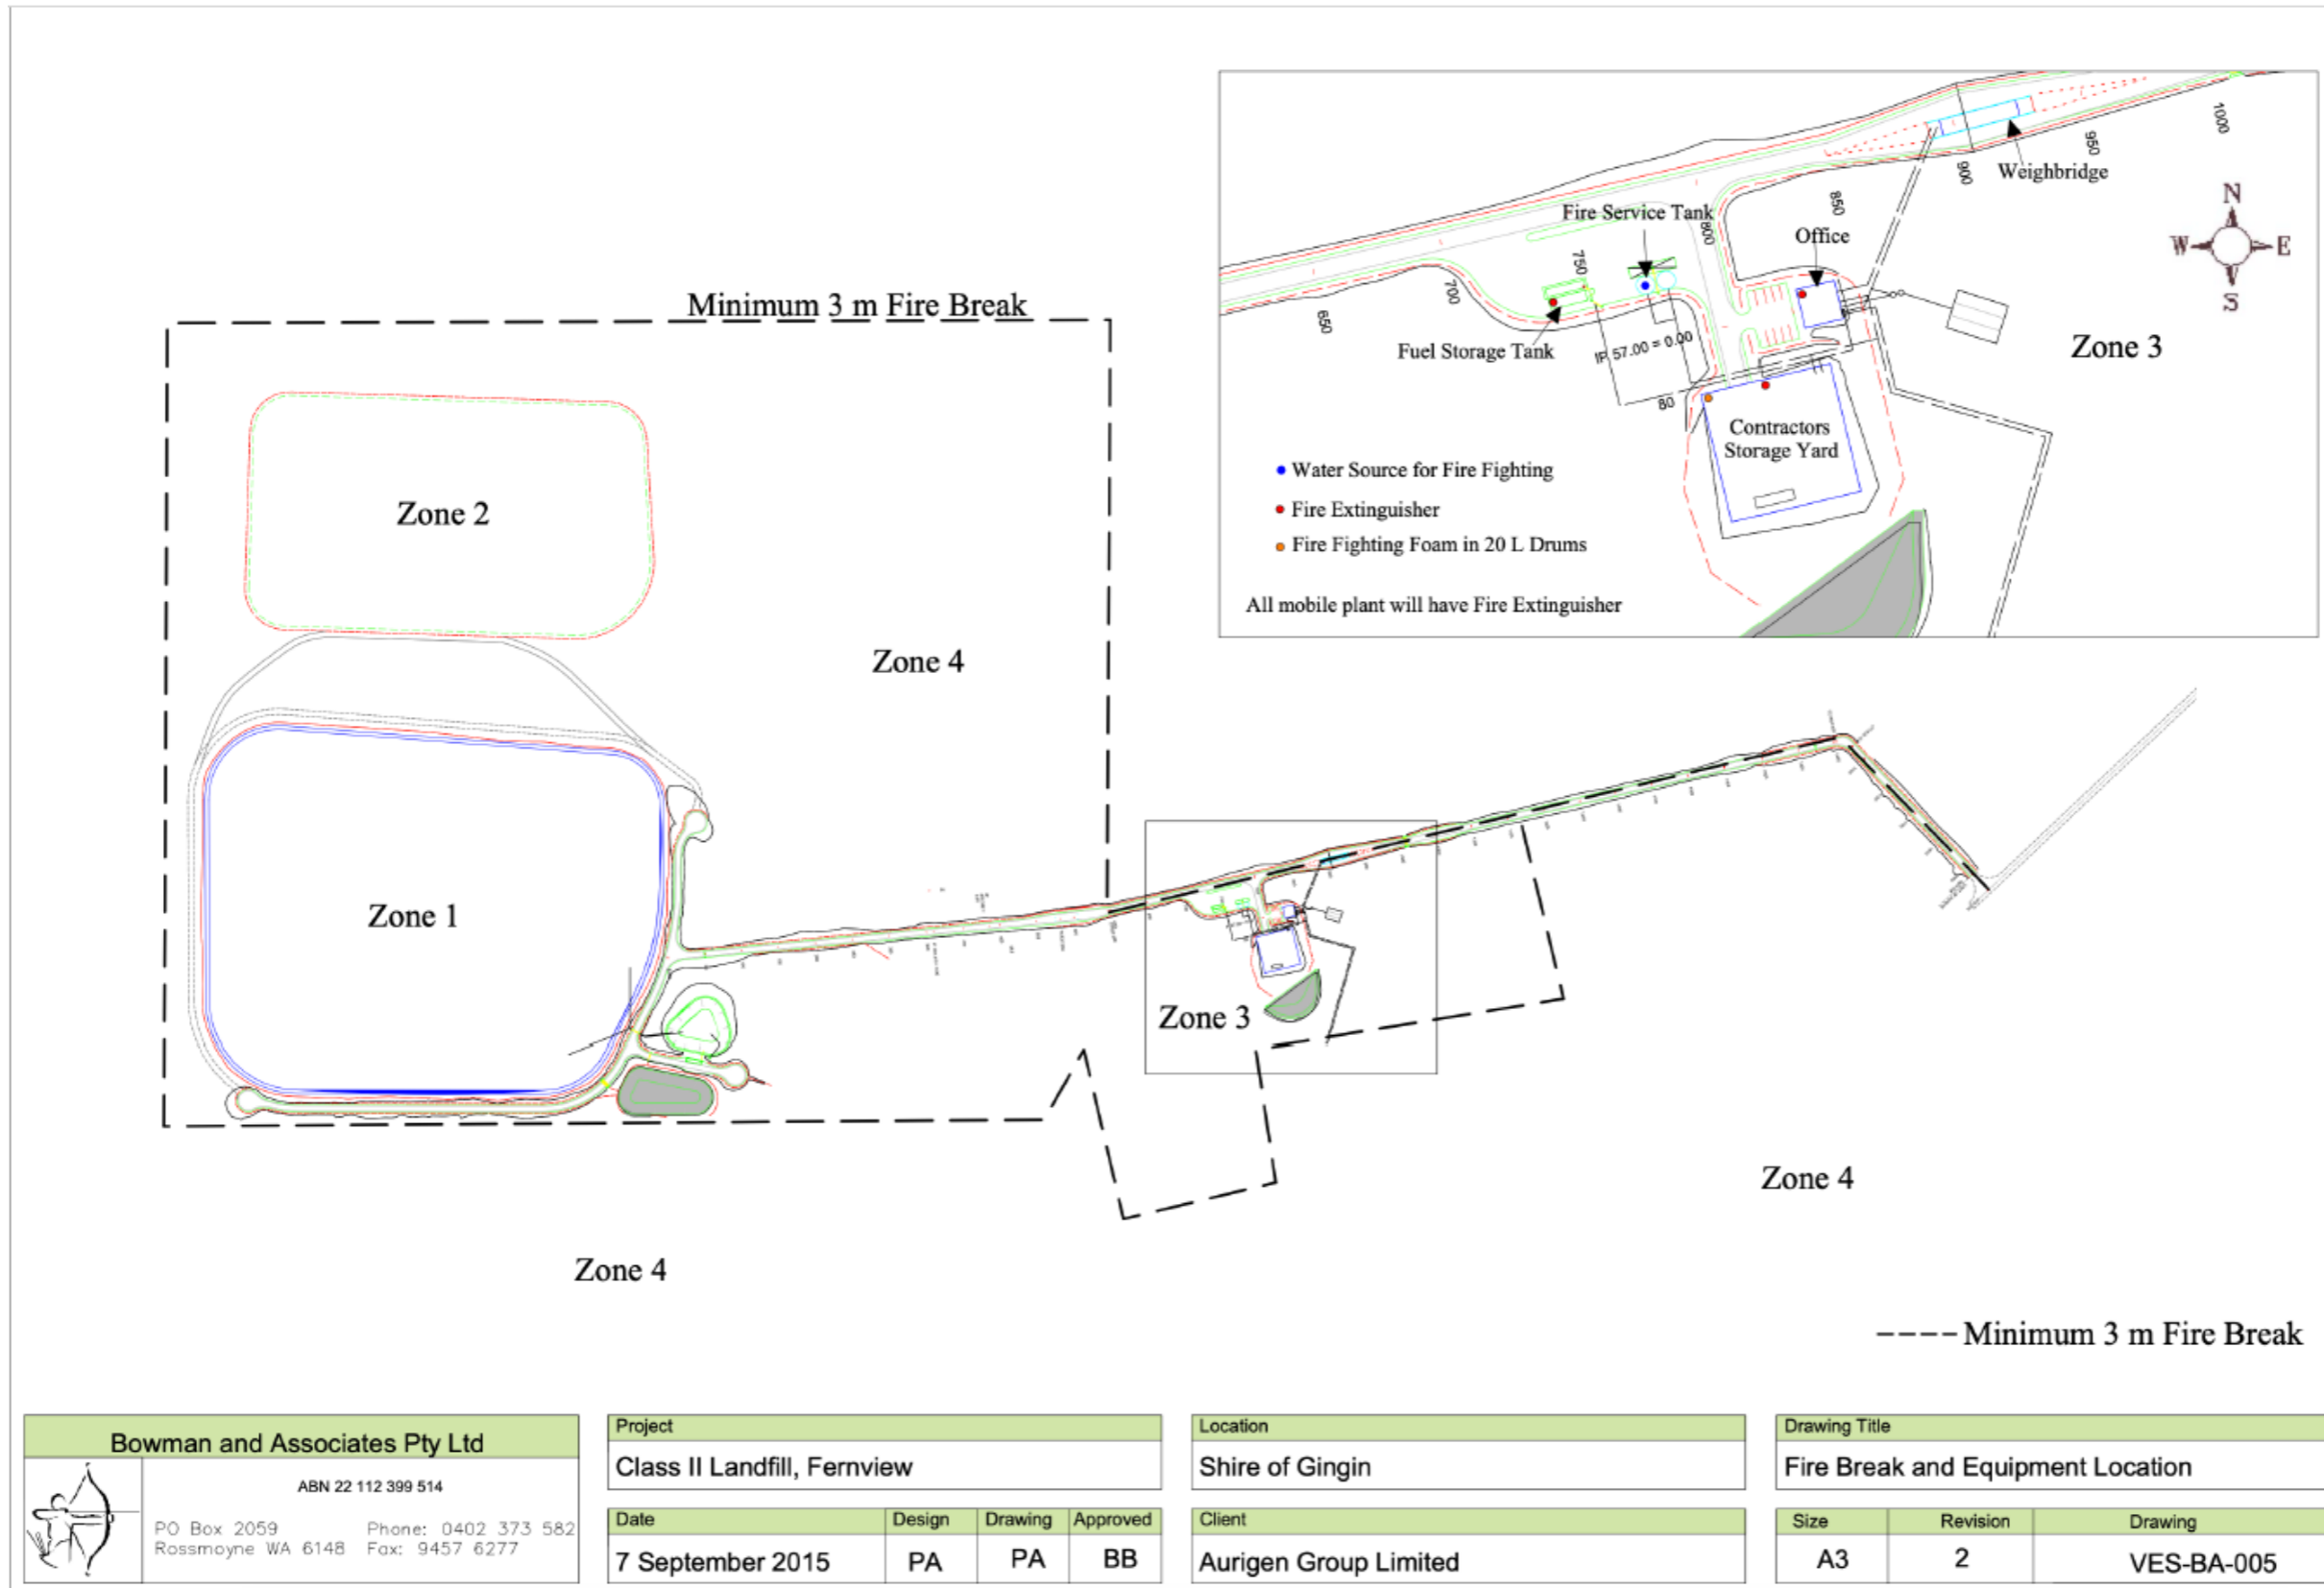 1000
950
900
Weighbridge
N
W
E
S
850
Fire Service Tank
800
Office
750
700
650
Zone 3
Fuel Storage Tank
IP 57.00 = 0.00
80
Contractors
Storage Yard
Water Source for Fire Fighting
Fire Extinguisher
Fire Fighting Foam in 20 L Drums
All mobile plant will have Fire Extinguisher
Minimum 3 m Fire Break
Zone 2
Zone 4
Zone 1
Zone 3
Zone 4
Zone 4
Minimum 3 m Fire Break
Bowman and Associates Pty Ltd
ABN 22 112 399 514
PO Box 2059 Phone: 0402 373 582
Rossmoyne WA 6148 Fax: 9457 6277
Project
Class II Landfill, Fernview
Date Design Drawing Approved
7 September 2015 PA PA BB
Location
Shire of Gingin
Client
Aurigen Group Limited
Drawing Title
Fire Break and Equipment Location
Size Revision Drawing
A3 2 VES-BA-005